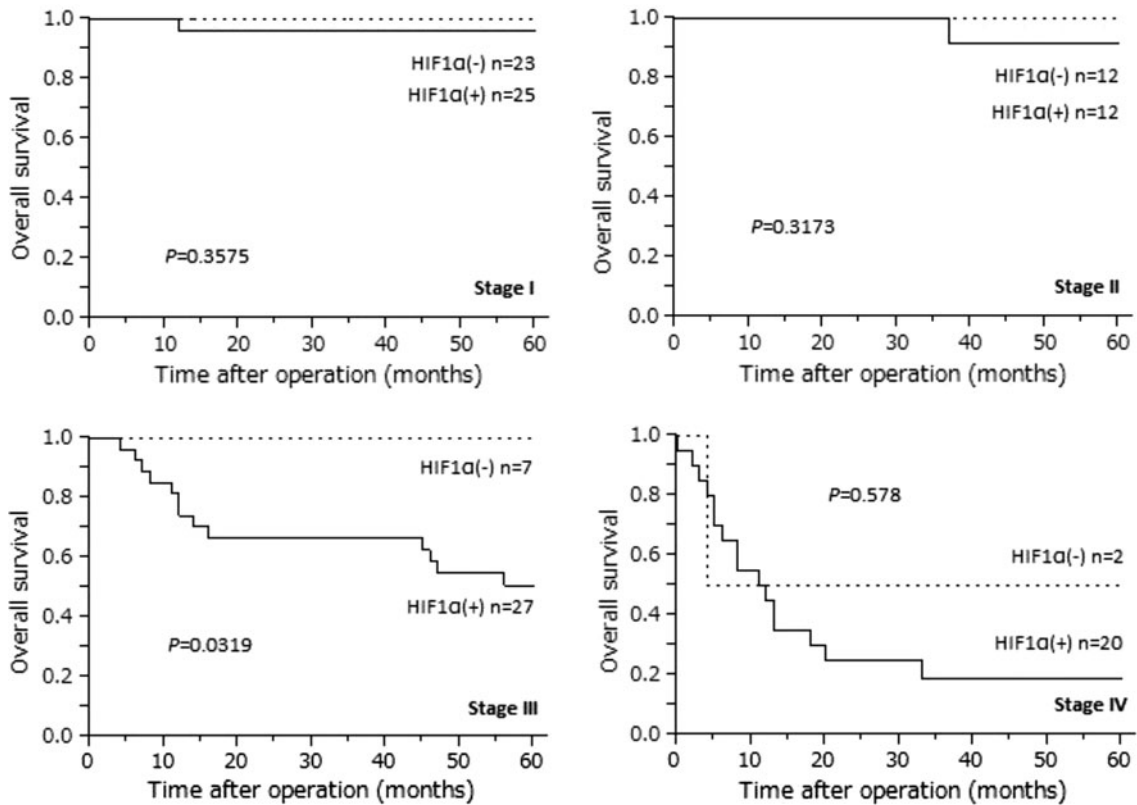 1.0
0.8
0.6
0.4
0.2
0.0
Overall survival
HIF1α(-) n=23
HIF1α(+) n=25
P=0.3575
Stage I
0 10 20 30 40 50 60
Time after operation (months)
1.0
0.8
0.6
0.4
0.2
0.0
Overall survival
HIF1α(-) n=12
HIF1α(+) n=12
P=0.3173
Stage II
0 10 20 30 40 50 60
Time after operation (months)
1.0
0.8
0.6
0.4
0.2
0.0
Overall survival
HIF1α(-) n=7
HIF1α(+) n=27
P=0.0319
Stage III
0 10 20 30 40 50 60
Time after operation (months)
1.0
0.8
0.6
0.4
0.2
0.0
Overall survival
P=0.578
HIF1α(-) n=2
HIF1α(+) n=20
Stage IV
0 10 20 30 40 50 60
Time after operation (months)